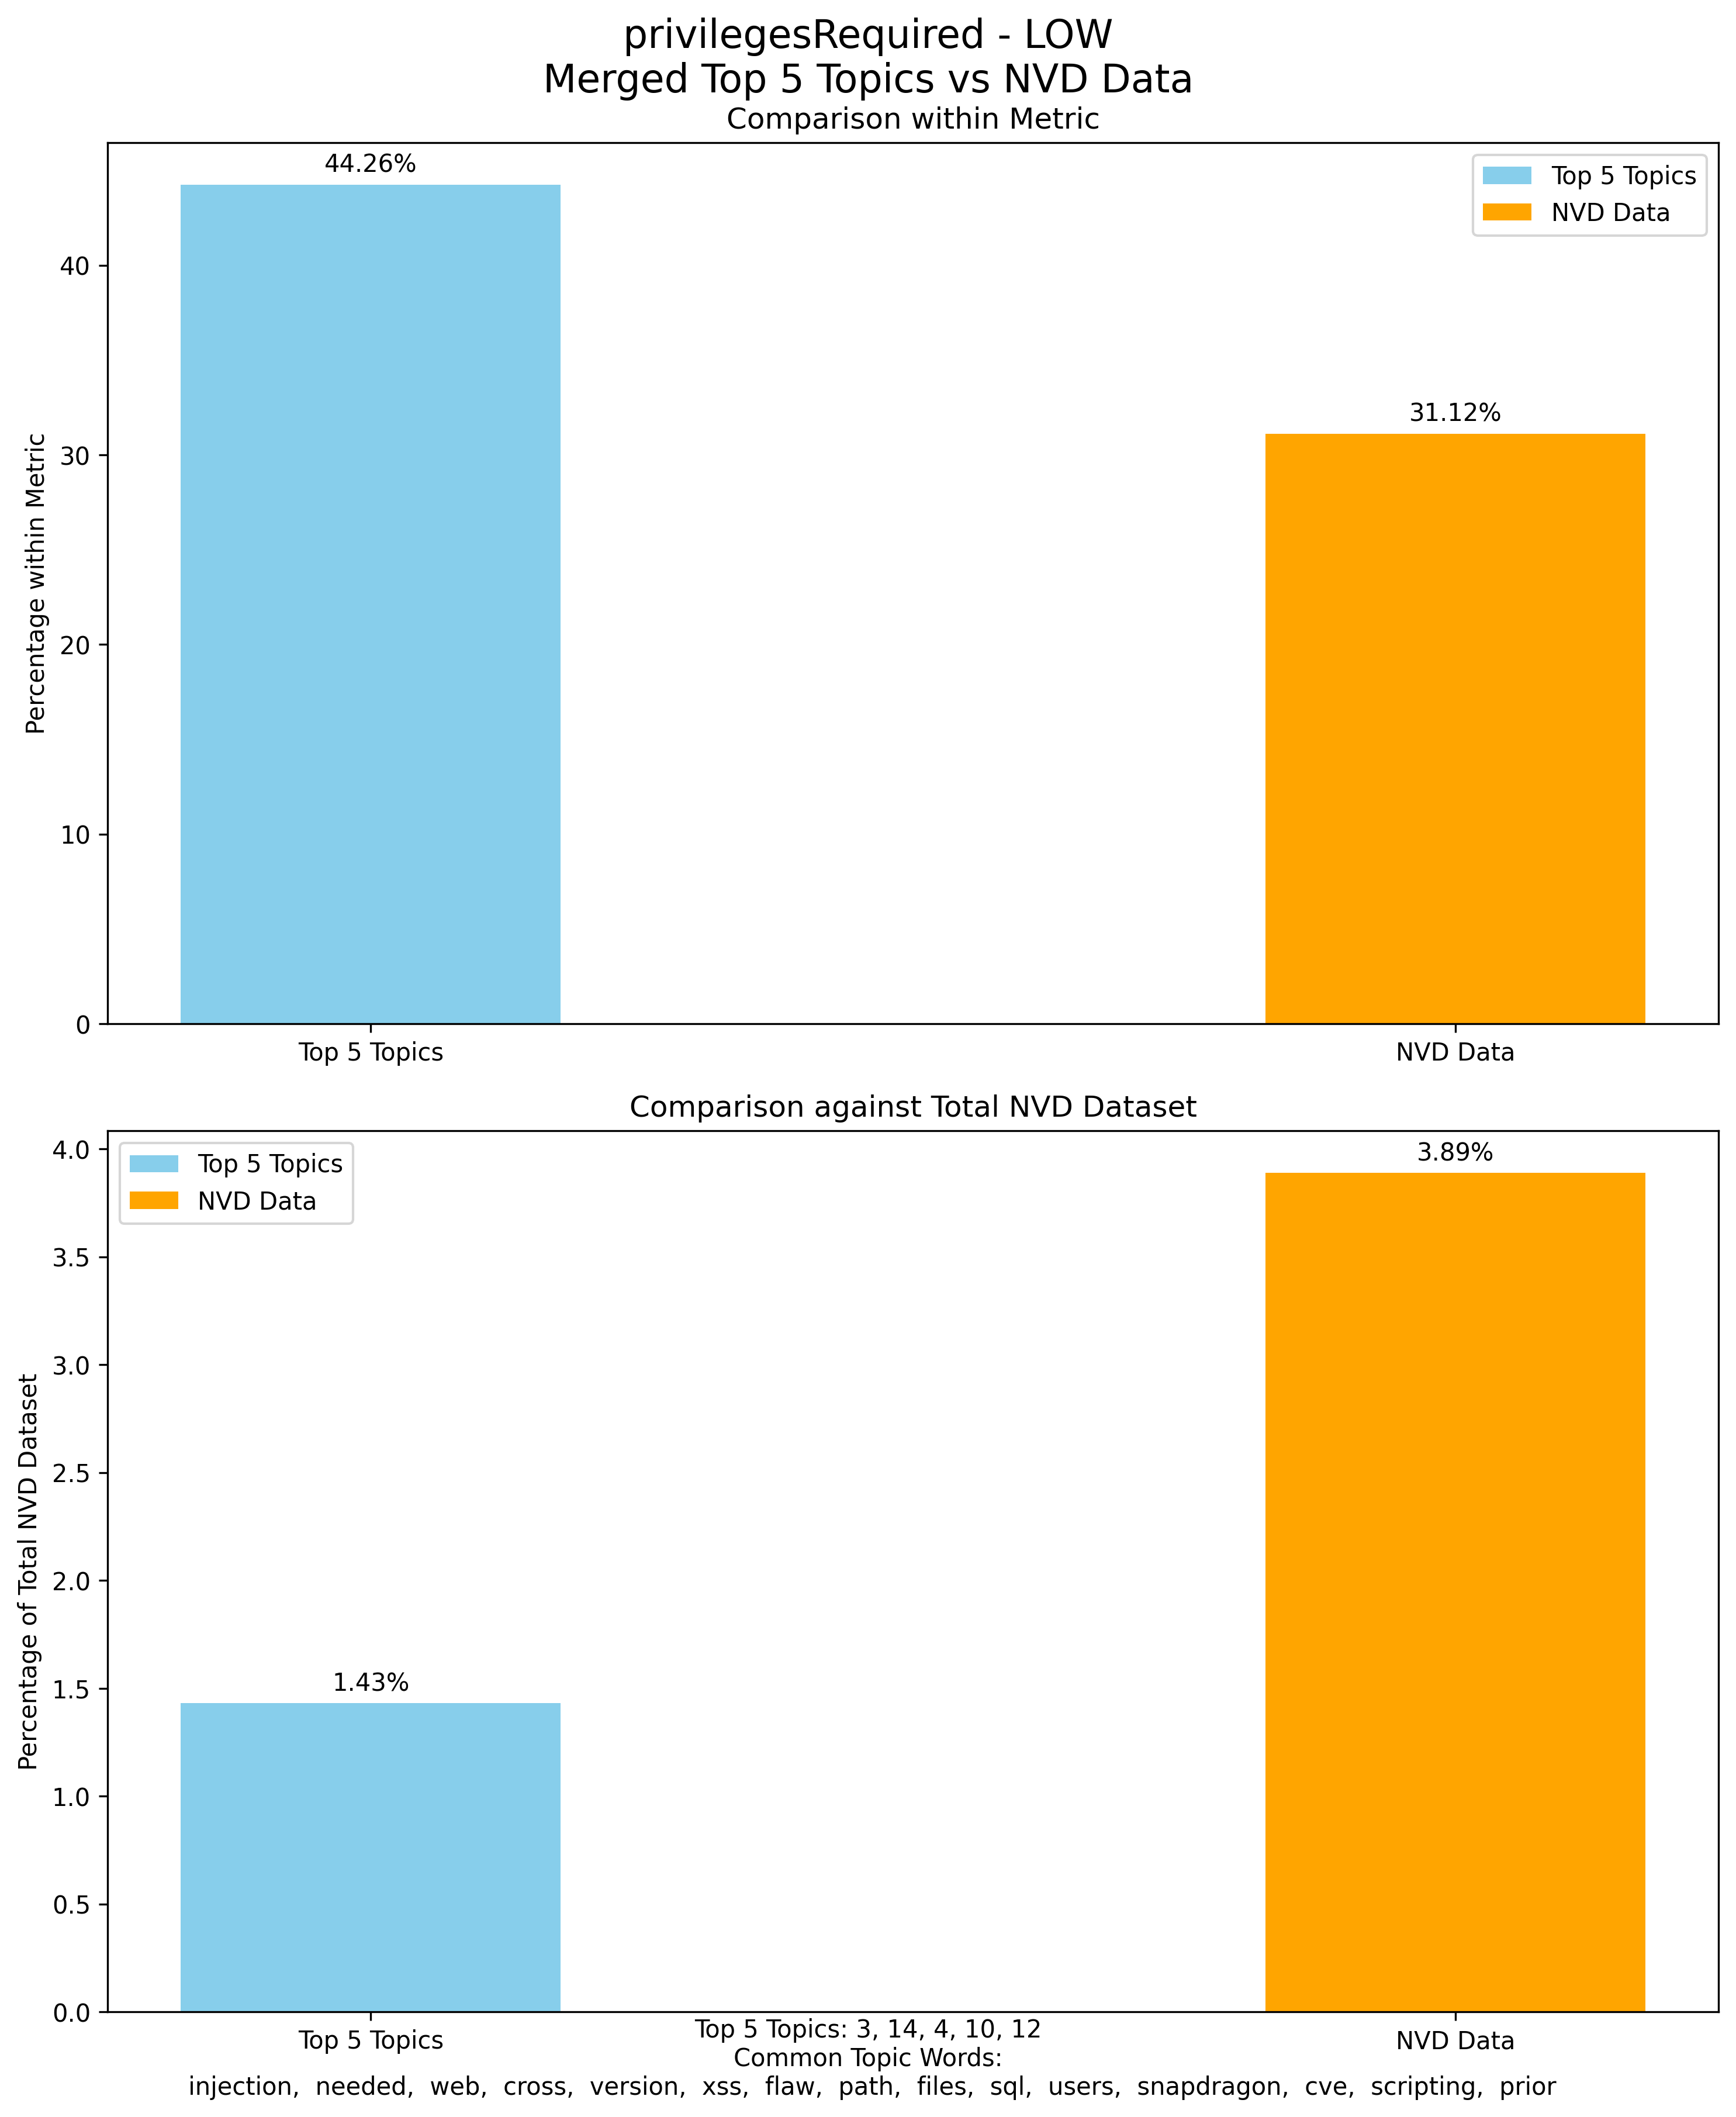 privilegesRequired - LOW
Merged Top 5 Topics vs NVD Data
Comparison within Metric
44.26%
Top 5 Topics
NVD Data
40
31.12%
30
Percentage within Metric
20
10
0
Top 5 Topics
NVD Data
Comparison against Total NVD Dataset
4.0
3.89%
Top 5 Topics
NVD Data
3.5
3.0
2.5
Percentage of Total NVD Dataset
2.0
1.43%
1.5
1.0
0.5
0.0
Top 5 Topics
NVD Data
Top 5 Topics: 3, 14, 4, 10, 12
Common Topic Words:
injection, needed, web, cross, version, xss, flaw, path, files, sql, users, snapdragon, cve, scripting, prior